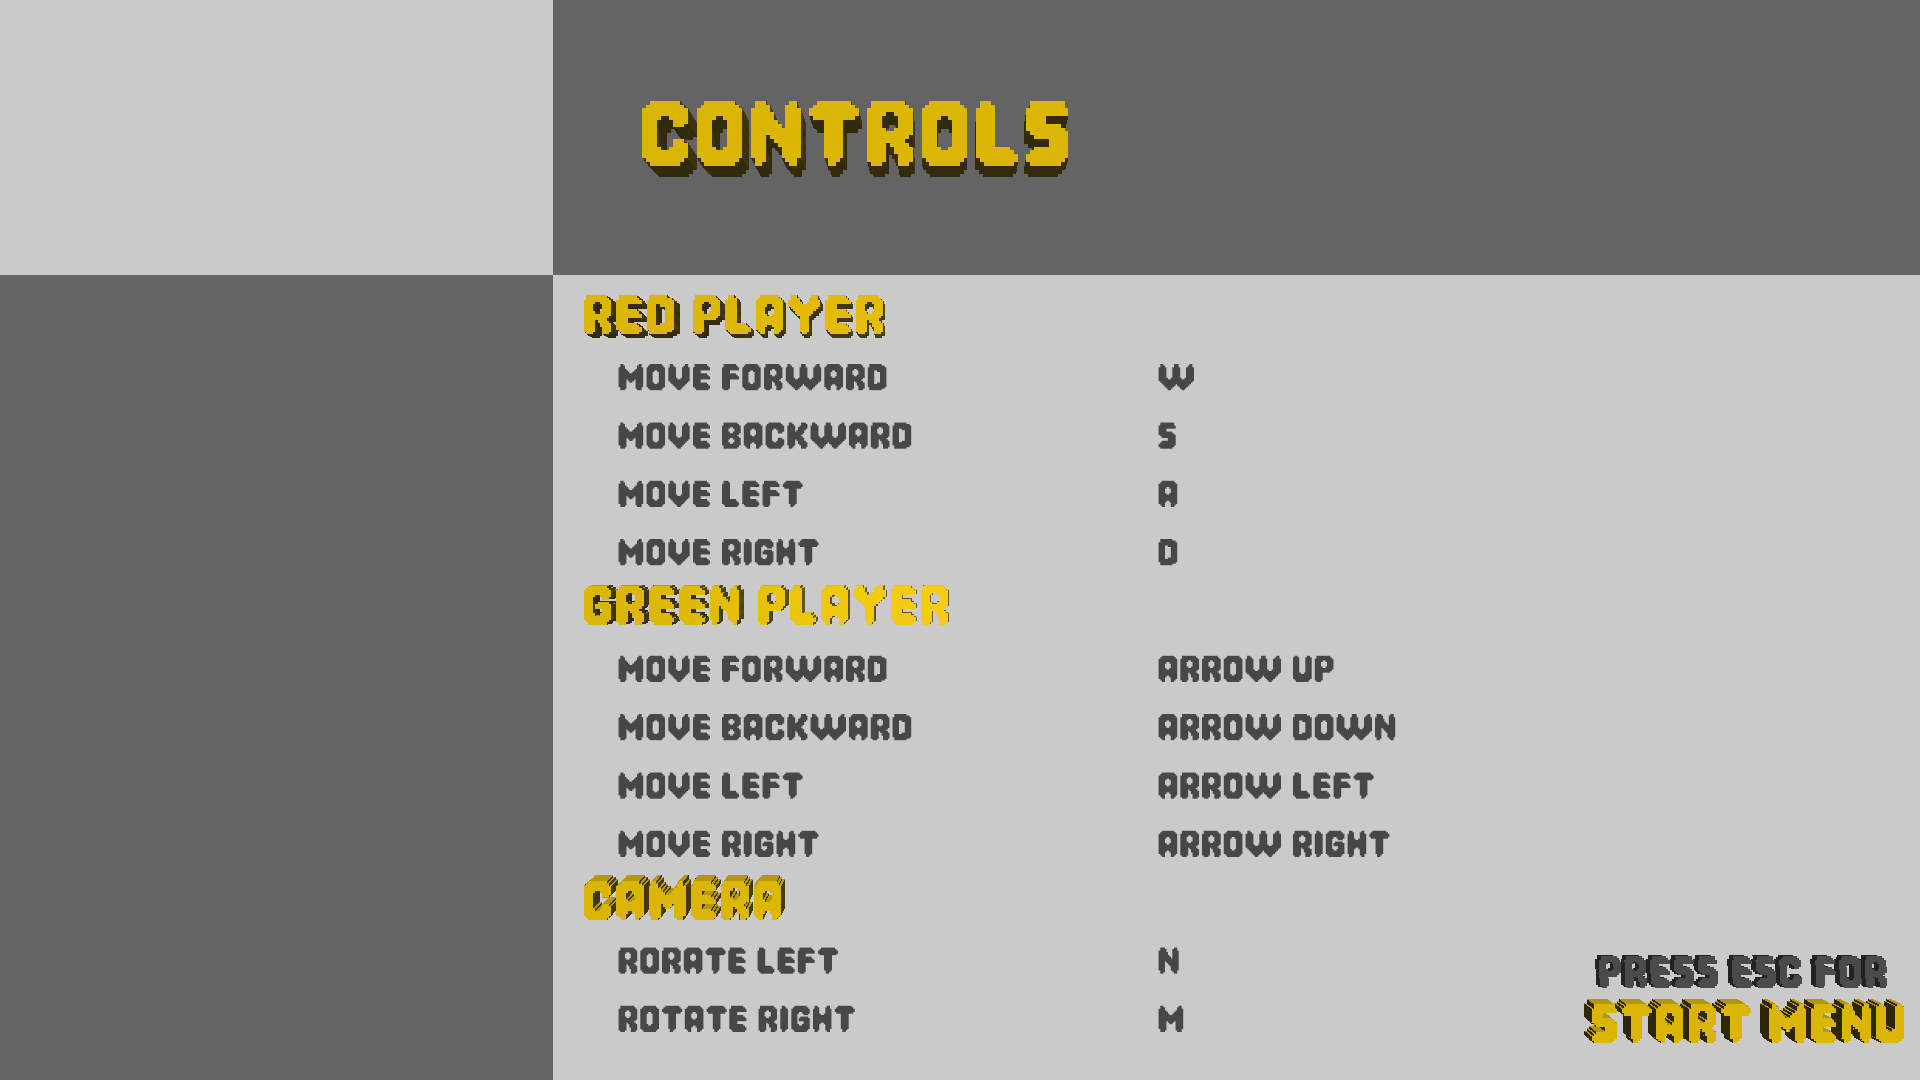 CONTROLS
RED PLAYER
MOVE FORWARD W
MOVE BACKWARD S
MOVE LEFT A
MOVE RIGHT D
GREEN PLAYER
MOVE FORWARD ARROW UP
MOVE BACKWARD ARROW DOWN
MOVE LEFT ARROW LEFT
MOVE RIGHT ARROW RIGHT
CAMERA
RORATE LEFT N
ROTATE RIGHT M
PRESS ESC FOR
START MENU